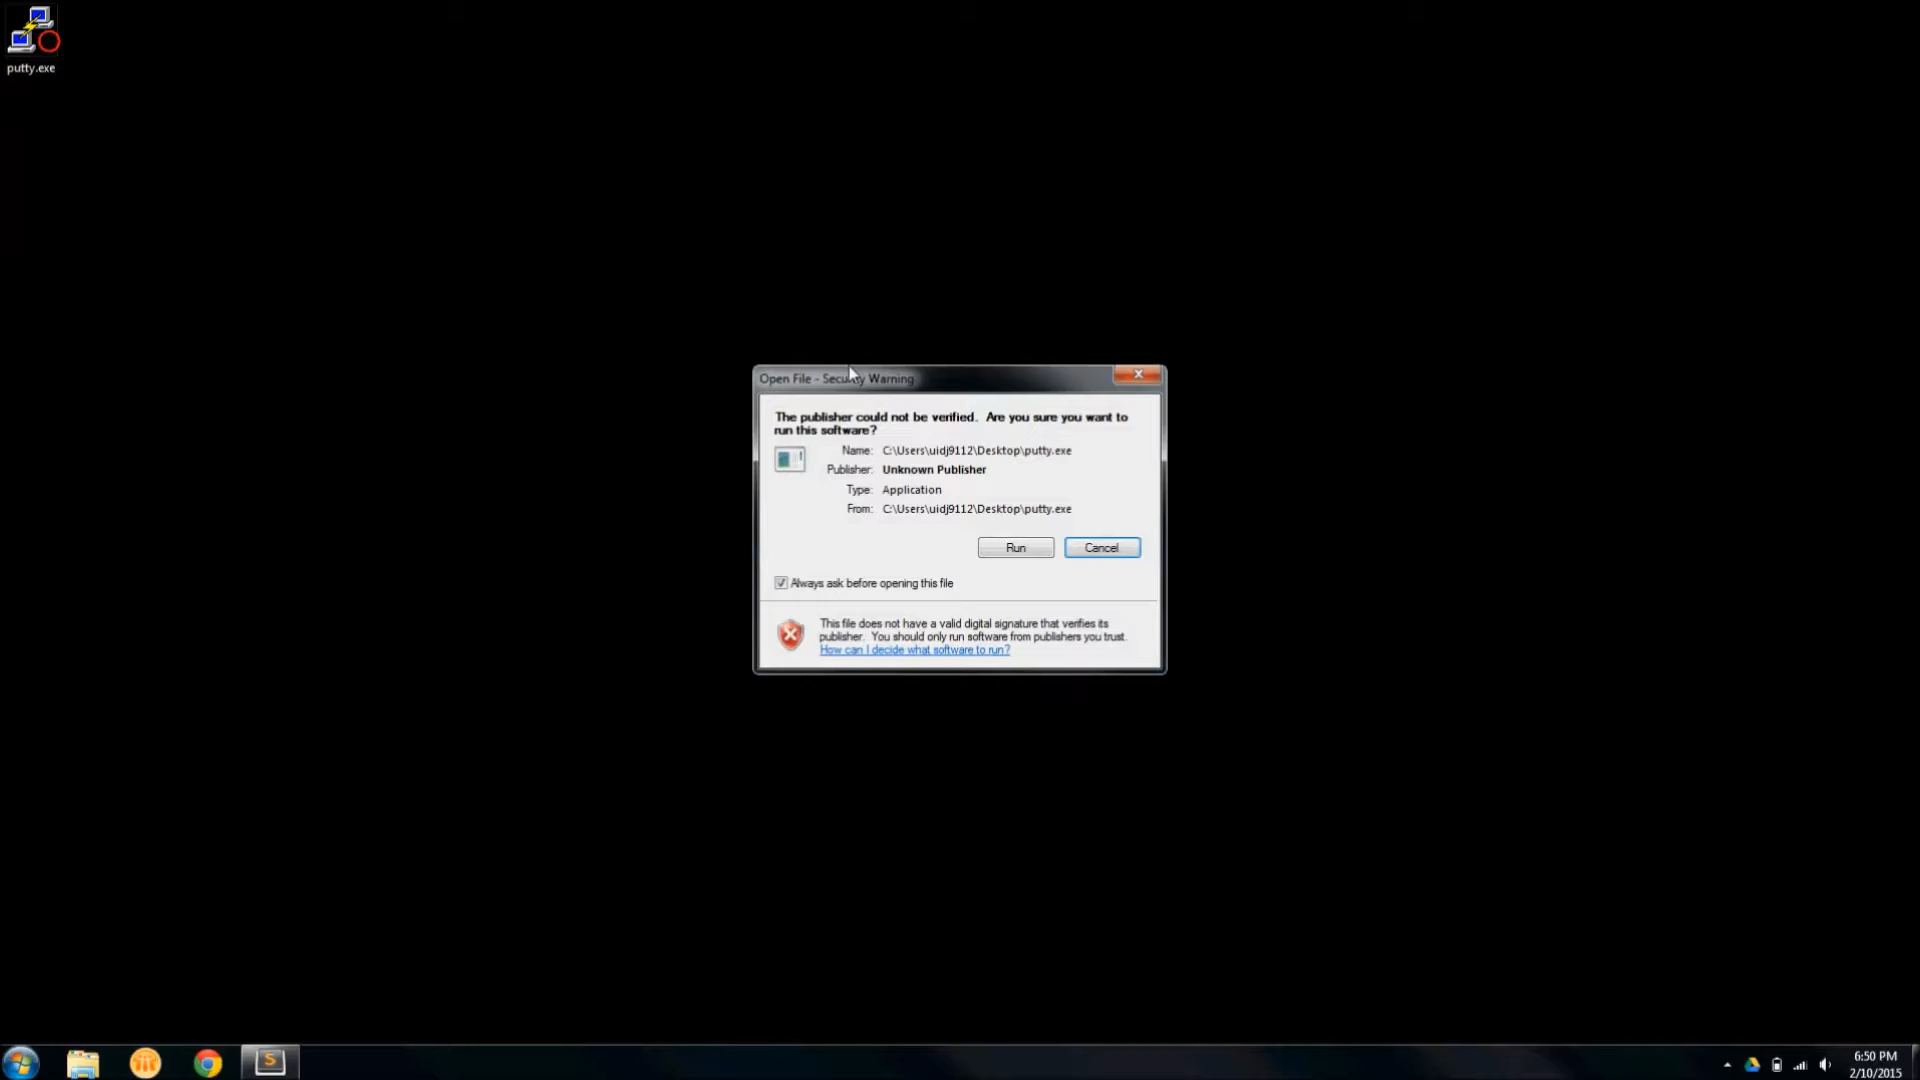 putty.exe
Open File - Security Warning
The publisher could not be verified.  Are you sure you want to
run this software?
Name: C:\Users\uidj9112\Desktop\putty.exe
Publisher: Unknown Publisher
Type: Application
From: C:\Users\uidj9112\Desktop\putty.exe
Run Cancel
Always ask before opening this file
This file does not have a valid digital signature that verifies its
publisher.  You should only run software from publishers you trust.
How can I decide what software to run?
6:50 PM
2/10/2015